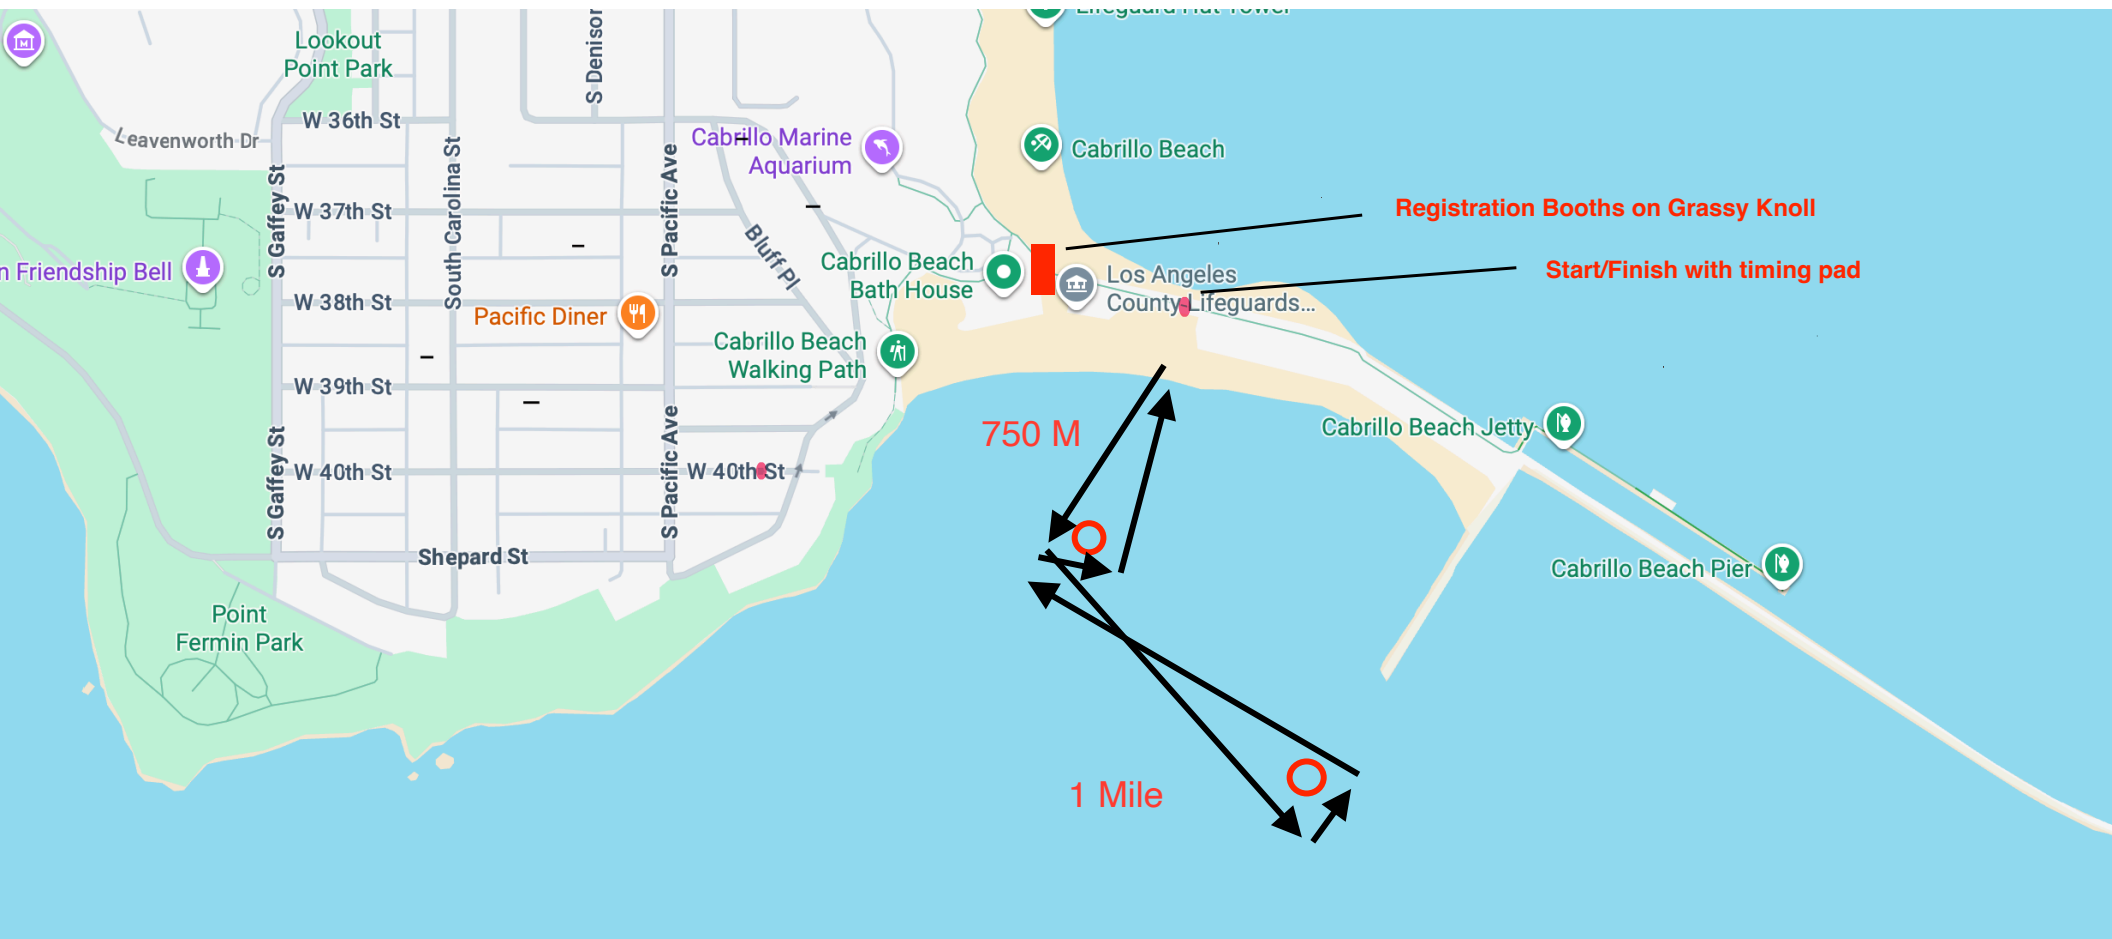 Lifeguard Flat Tower
Lookout
Point Park
S Denison
W 36th St
Leavenworth Dr
South Carolina St
S Gaffey St
S Pacific Ave
Cabrillo Marine
Aquarium
Cabrillo Beach
W 37th St
Registration Booths on Grassy Knoll
Bluff Pl
n Friendship Bell
Cabrillo Beach
Bath House
Los Angeles
County Lifeguards...
Start/Finish with timing pad
W 38th St
Pacific Diner
Cabrillo Beach
Walking Path
W 39th St
750 M
Cabrillo Beach Jetty
S Gaffey St
S Pacific Ave
W 40th St
W 40th St
Shepard St
Cabrillo Beach Pier
Point
Fermin Park
1 Mile